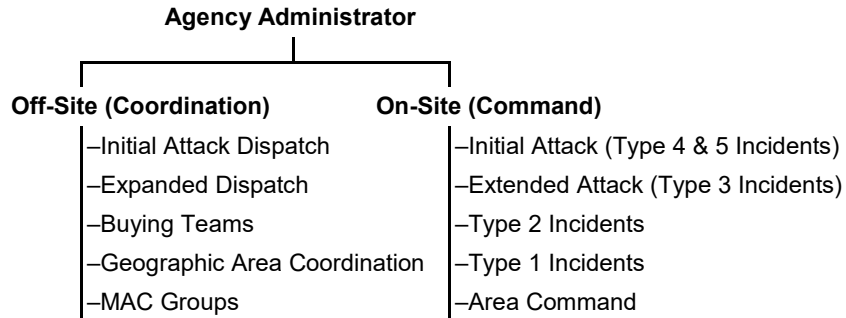 Agency Administrator
Off-Site (Coordination)
–Initial Attack Dispatch
–Expanded Dispatch
–Buying Teams
–Geographic Area Coordination
–MAC Groups
On-Site (Command)
–Initial Attack (Type 4 & 5 Incidents)
–Extended Attack (Type 3 Incidents)
–Type 2 Incidents
–Type 1 Incidents
–Area Command